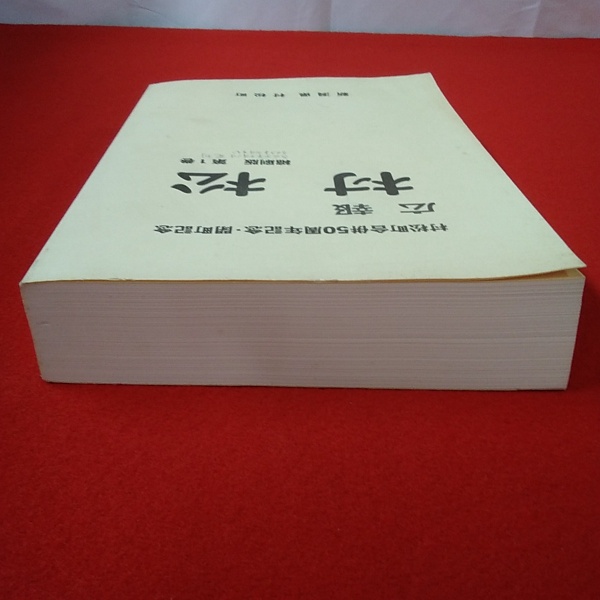 村松町合併50周年記念・閉町記念
広報
村松
縮刷版 第1巻
新潟県村松町